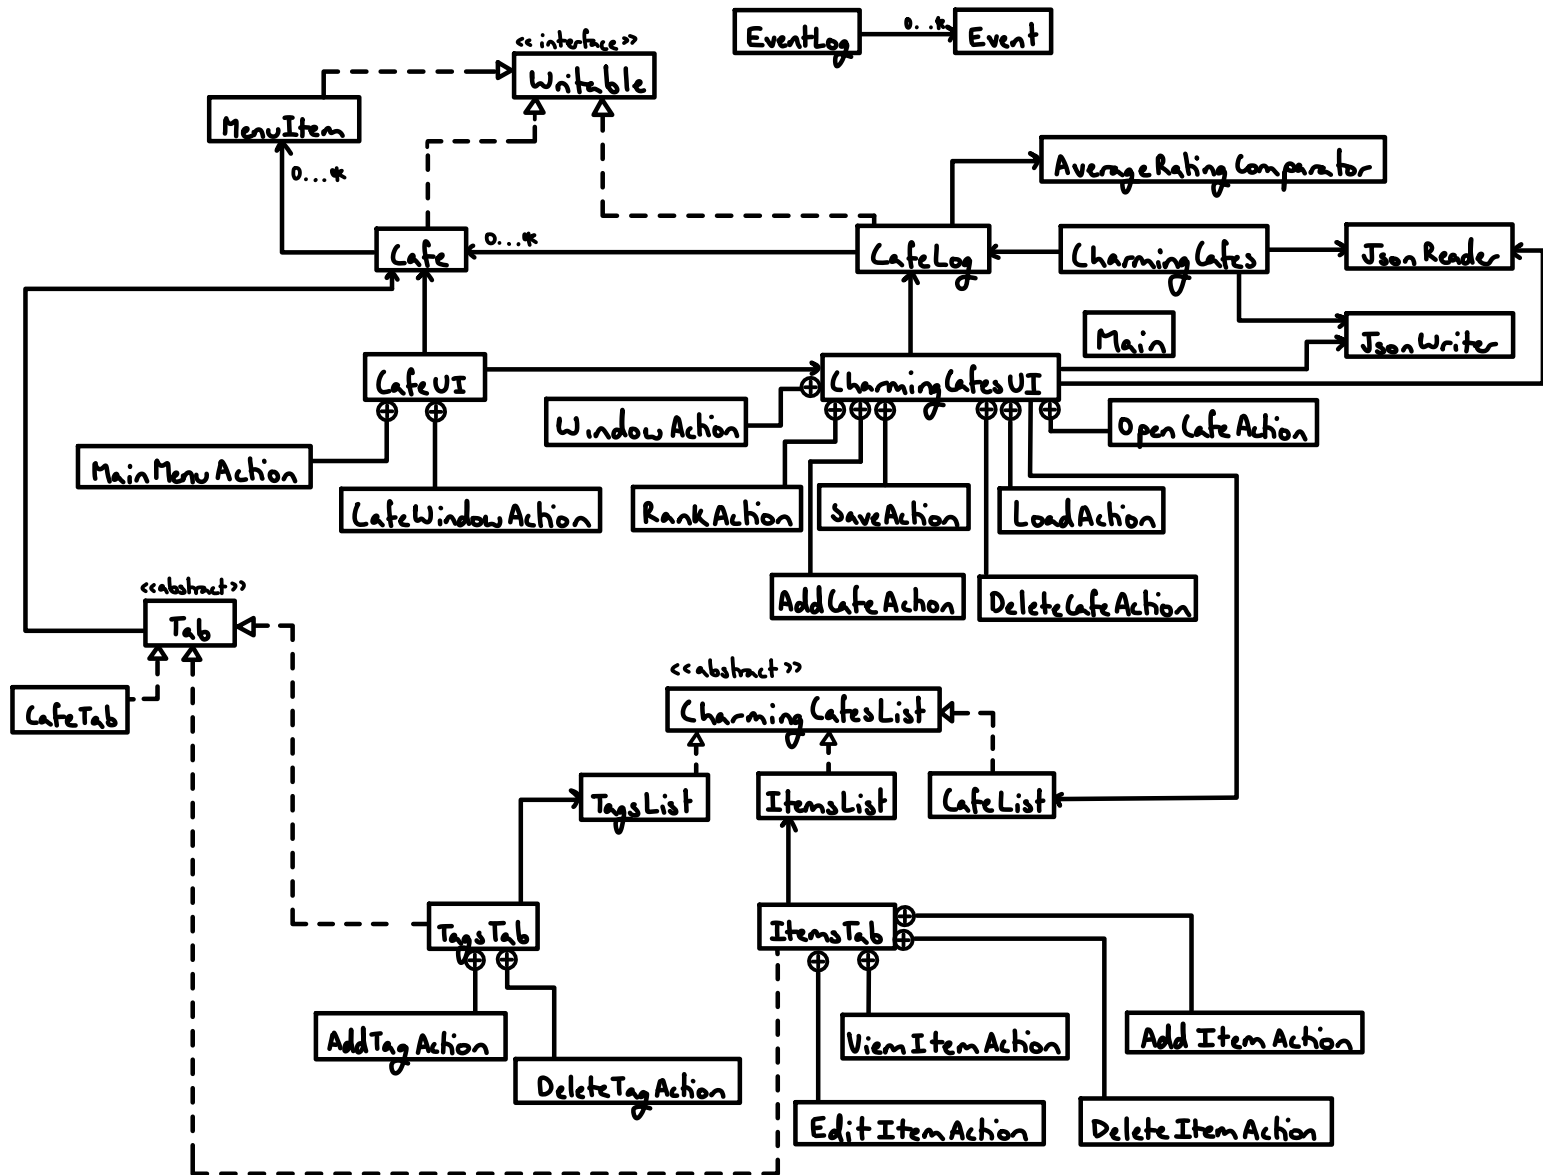 EventLog
0...*
Event
<< interface >>
Writable
MenuItem
0...*
AverageRatingComparator
Cafe
0...*
CafeLog
CharmingCafes
JsonReader
Main
JsonWriter
CafeUI
CharmingCafesUI
WindowAction
OpenCafeAction
MainMenuAction
CafeWindowAction
RankAction
SaveAction
LoadAction
AddCafeAction
DeleteCafeAction
<<abstract>>
Tab
CafeTab
<< abstract >>
CharmingCafesList
TagsList
ItemsList
CafeList
TagsTab
ItemsTab
AddTagAction
DeleteTagAction
ViewItemAction
AddItemAction
EditItemAction
DeleteItemAction